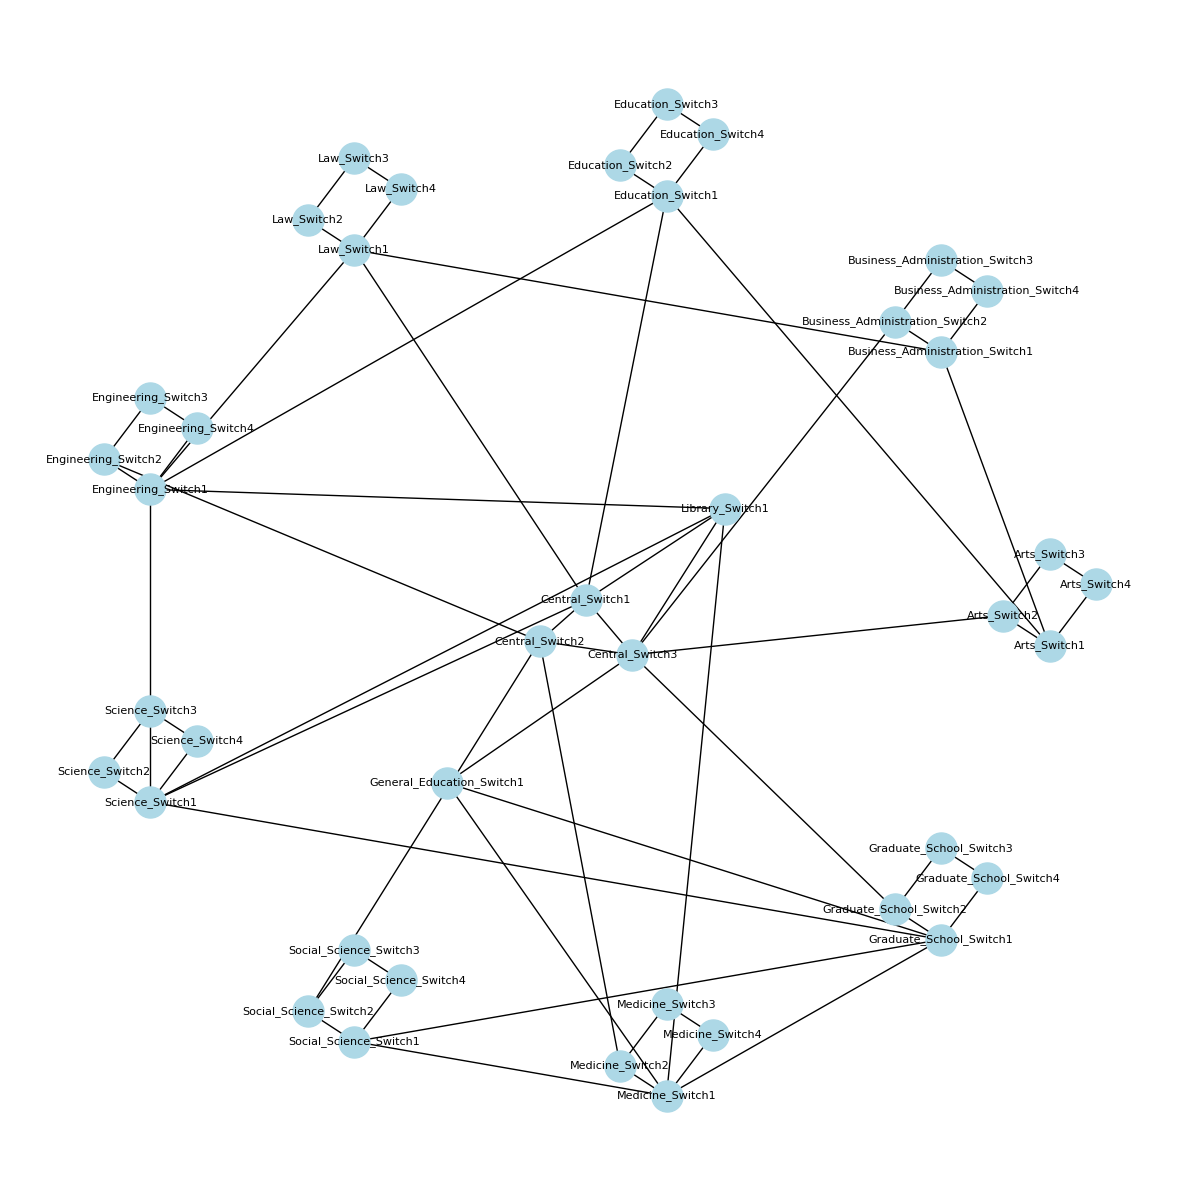 Education_Switch3
Education_Switch4
Law_Switch3
Education_Switch2
Law_Switch4
Education_Switch1
Law_Switch2
Law_Switch1
Business_Administration_Switch3
Business_Administration_Switch4
Business_Administration_Switch2
Business_Administration_Switch1
Engineering_Switch3
Engineering_Switch4
Engineering_Switch2
Engineering_Switch1
Library_Switch1
Arts_Switch3
Arts_Switch4
Central_Switch1
Arts_Switch2
Central_Switch2
Arts_Switch1
Central_Switch3
Science_Switch3
Science_Switch4
Science_Switch2
General_Education_Switch1
Science_Switch1
Graduate_School_Switch3
Graduate_School_Switch4
Graduate_School_Switch2
Graduate_School_Switch1
Social_Science_Switch3
Social_Science_Switch4
Medicine_Switch3
Social_Science_Switch2
Medicine_Switch4
Social_Science_Switch1
Medicine_Switch2
Medicine_Switch1